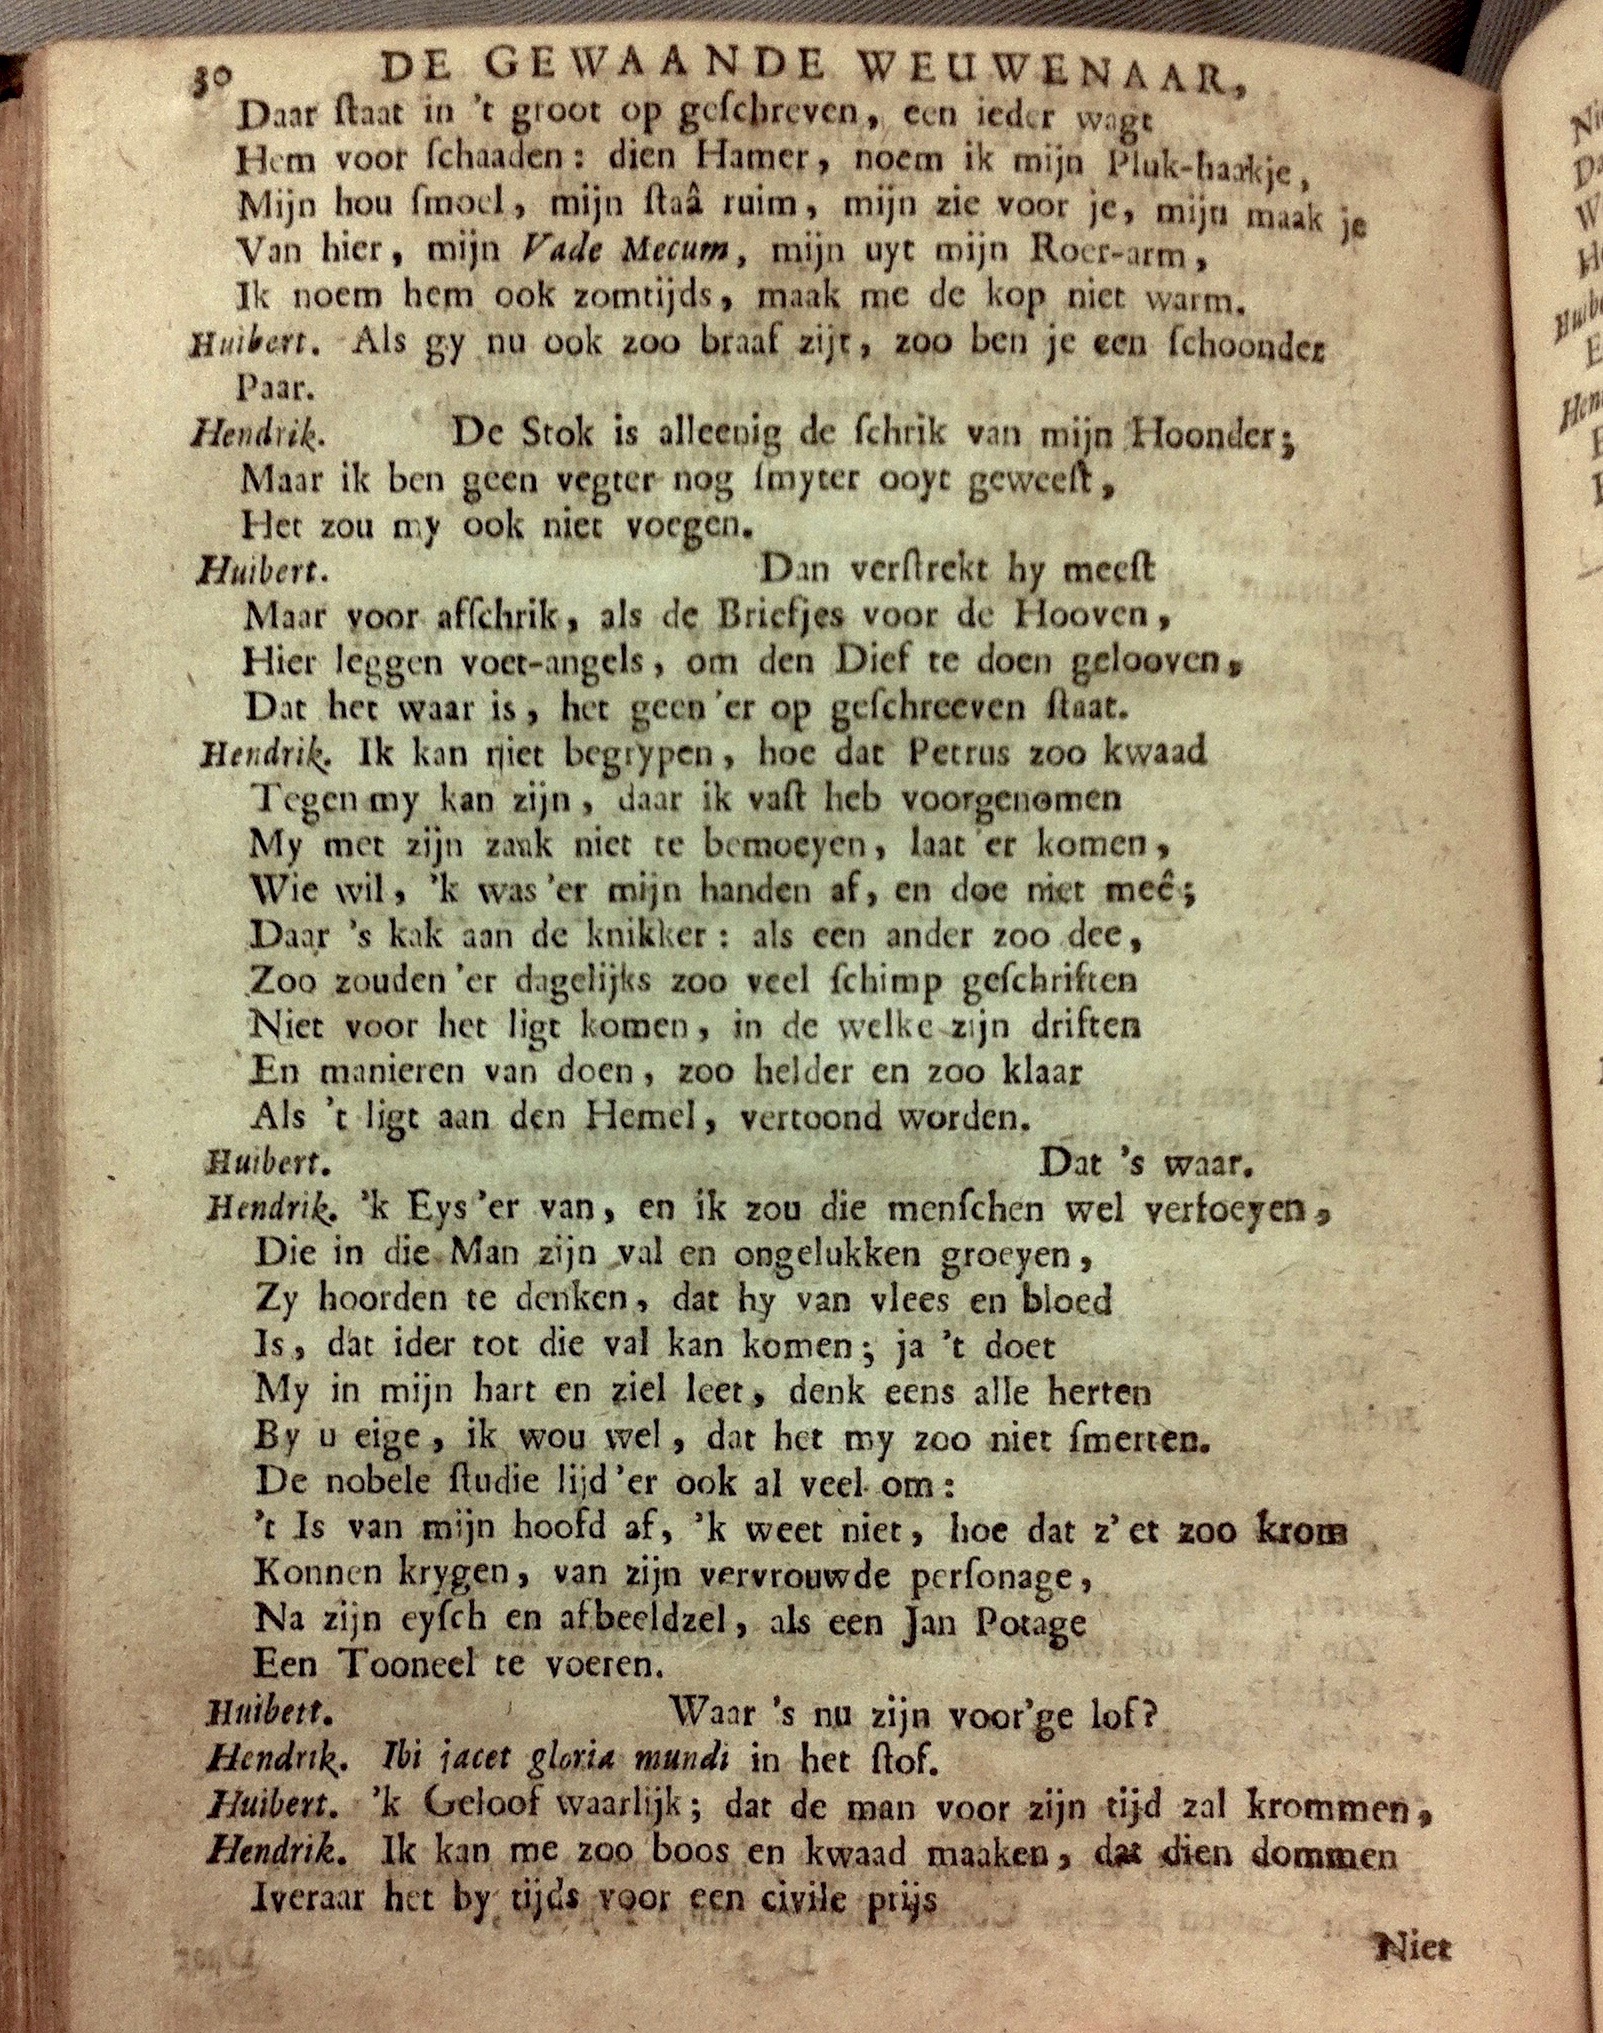 30 DE GEWAANDE WEUWENAAR,
Daar ſtaat in 't groot op geſchreven, een ieder wagt
Hem voor ſchaaden: dien Hamer, noem ik mijn Pluk-haakje,
Mijn hou ſmoel, mijn ſtaâ ruim, mijn zie voor je, mijn maak je
Van hier, mijn Vade Mecum, mijn uyt mijn Roer-arm,
Ik noem hem ook zomtijds, maak me de kop niet warm.
Huibert. Als gy nu ook zoo braaf zijt, zoo ben je een ſchoonder
Paar.
Hendrik. De Stok is alleenig de ſchrik van mijn Hoonder;
Maar ik ben geen vegter nog ſmyter ooyt geweeſt,
Het zou my ook niet voegen.
Huibert. Dan verſtrekt hy meeſt
Maar voor afſchrik, als de Briefjes voor de Hooven,
Hier leggen voet-angels, om den Dief te doen gelooven,
Dat het waar is, het geen 'er op geſchreeven ſtaat.
Hendrik. Ik kan niet begrypen, hoe dat Petrus zoo kwaad
Tegen my kan zijn, daar ik vaſt heb voorgenomen
My met zijn zaak niet te bemoeyen, laat er komen,
Wie wil, 'k was 'er mijn handen af, en doe niet meê;
Daar 's kak aan de knikker: als een ander zoo dee,
Zoo zouden 'er dagelijks zoo veel ſchimp geſchriften
Niet voor het ligt komen, in de welke zijn driften
En manieren van doen, zoo helder en zoo klaar
Als 't ligt aan den Hemel, vertoond worden.
Huibert. Dat 's waar.
Hendrik. 'k Eys 'er van, en ik zou die menſchen wel verfoeyen,
Die in die Man zijn val en ongelukken groeyen,
Zy hoorden te denken, dat hy van vlees en bloed
Is, dat ider tot die val kan komen; ja 't doet
My in mijn hart en ziel leet, denk eens alle herten
By u eige, ik wou wel, dat het my zoo niet ſmerten.
De nobele ſtudie lijd 'er ook al veel om:
't Is van mijn hoofd af, 'k weet niet, hoe dat z' et zoo krom
Konnen krygen, van zijn vervrouwde perſonage,
Na zijn eyſch en afbeeldzel, als een Jan Potage
Een Tooneel te voeren.
Huibert. Waar 's nu zijn voor'ge lof?
Hendrik. Ibi jacet gloria mundi in het ſtof.
Huibert. 'k Geloof waarlijk; dat de man voor zijn tijd zal krommen,
Hendrik. Ik kan me zoo boos en kwaad maaken, dat dien dommen
Iveraar het by tijds voor een civile prijs
Niet